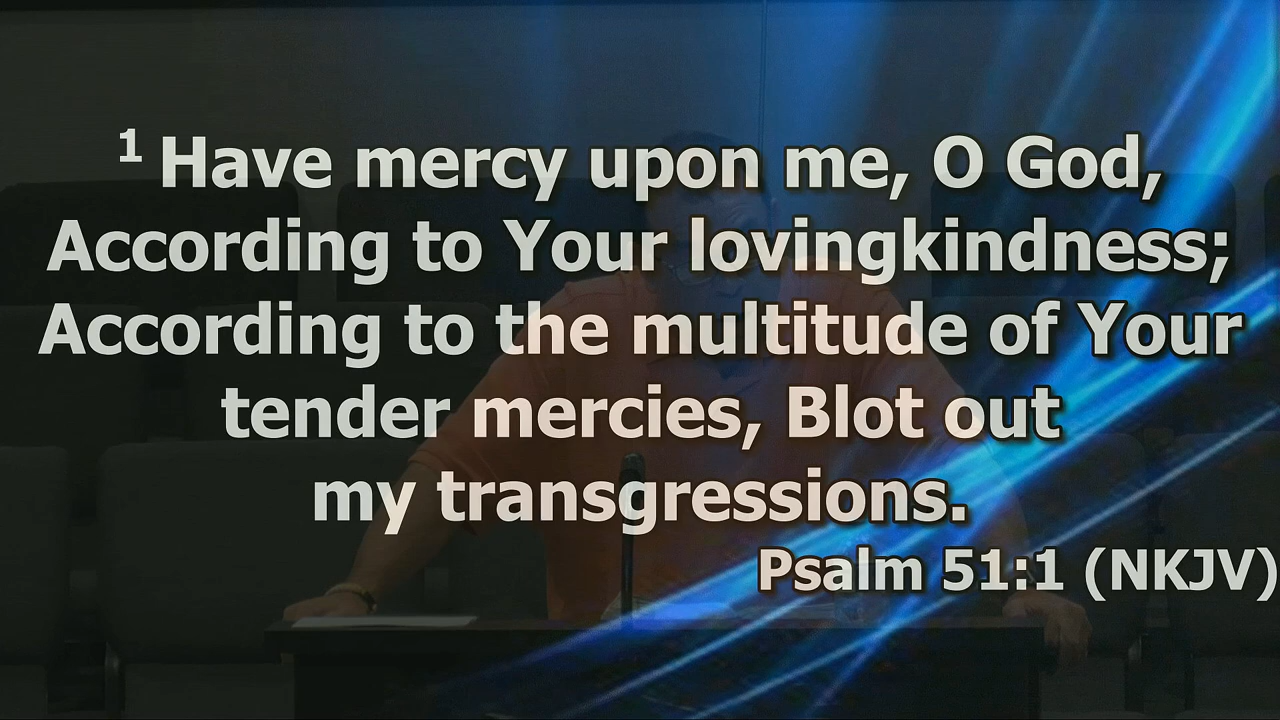 1 Have mercy upon me, O God,
According to Your lovingkindness;
According to the multitude of Your
tender mercies, Blot out
my transgressions.
Psalm 51:1 (NKJV)